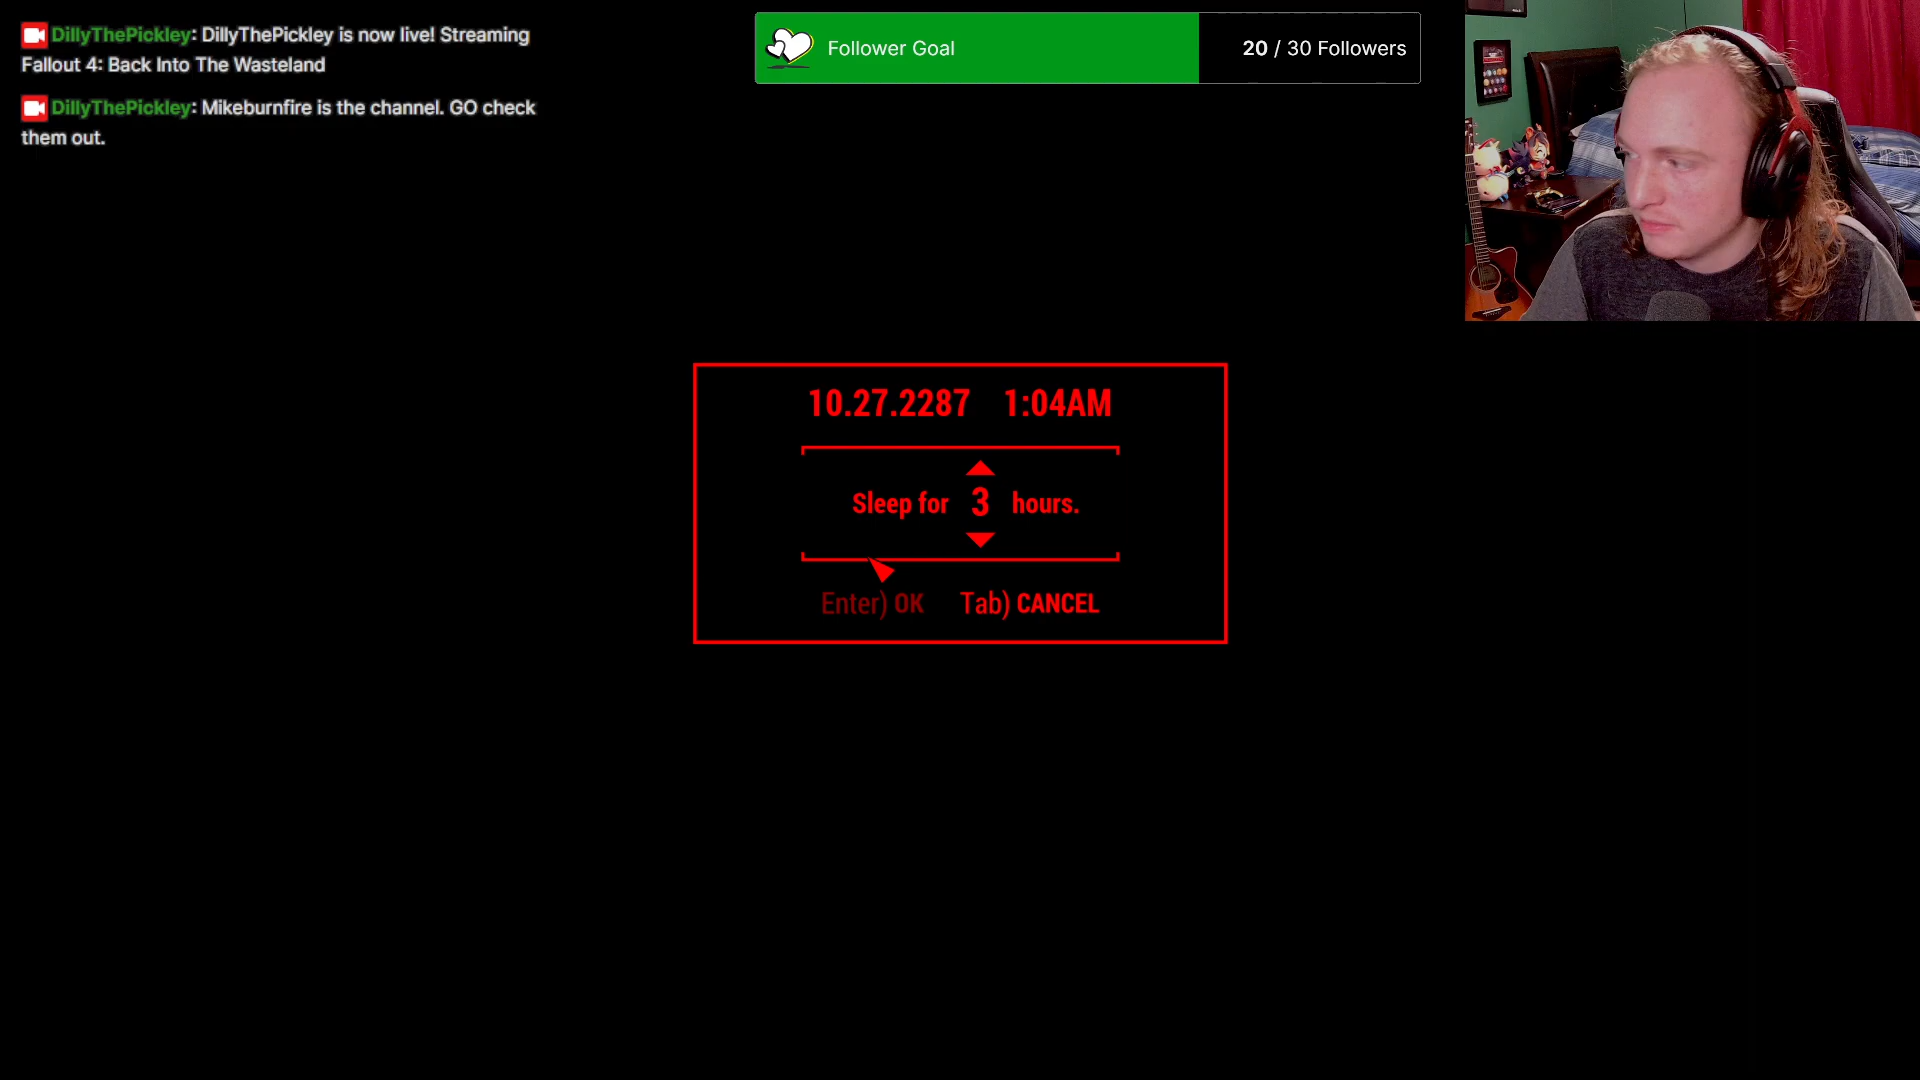 DillyThePickley: DillyThePickley is now live! Streaming
Fallout 4: Back Into The Wasteland
DillyThePickley: Mikeburnfire is the channel. GO check
them out.
Follower Goal
20 / 30 Followers
10.27.2287 1:04AM
Sleep for 3 hours.
Enter) OK Tab) CANCEL